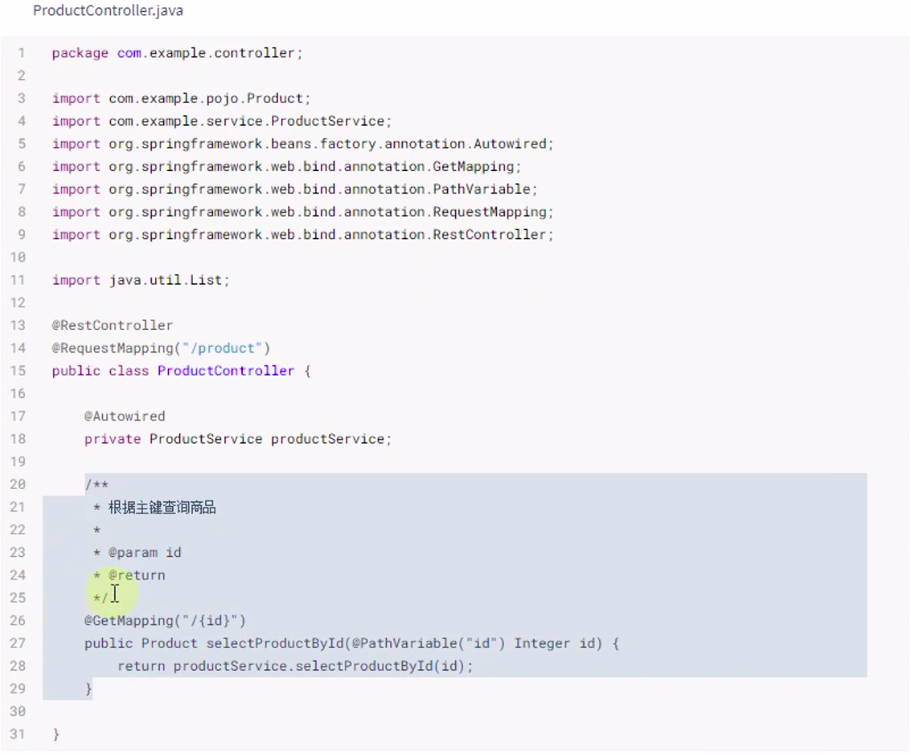 ProductController.java
1 package com.example.controller;
2
3 import com.example.pojo.Product;
4 import com.example.service.ProductService;
5 import org.springframework.beans.factory.annotation.Autowired;
6 import org.springframework.web.bind.annotation.GetMapping;
7 import org.springframework.web.bind.annotation.PathVariable;
8 import org.springframework.web.bind.annotation.RequestMapping;
9 import org.springframework.web.bind.annotation.RestController;
10
11 import java.util.List;
12
13 @RestController
14 @RequestMapping("/product")
15 public class ProductController {
16
17     @Autowired
18     private ProductService productService;
19
20     /**
21      * 根据主键查询商品
22      *
23      * @param id
24      * @return
25      */
26     @GetMapping("/{id}")
27     public Product selectProductById(@PathVariable("id") Integer id) {
28         return productService.selectProductById(id);
29     }
30
31 }